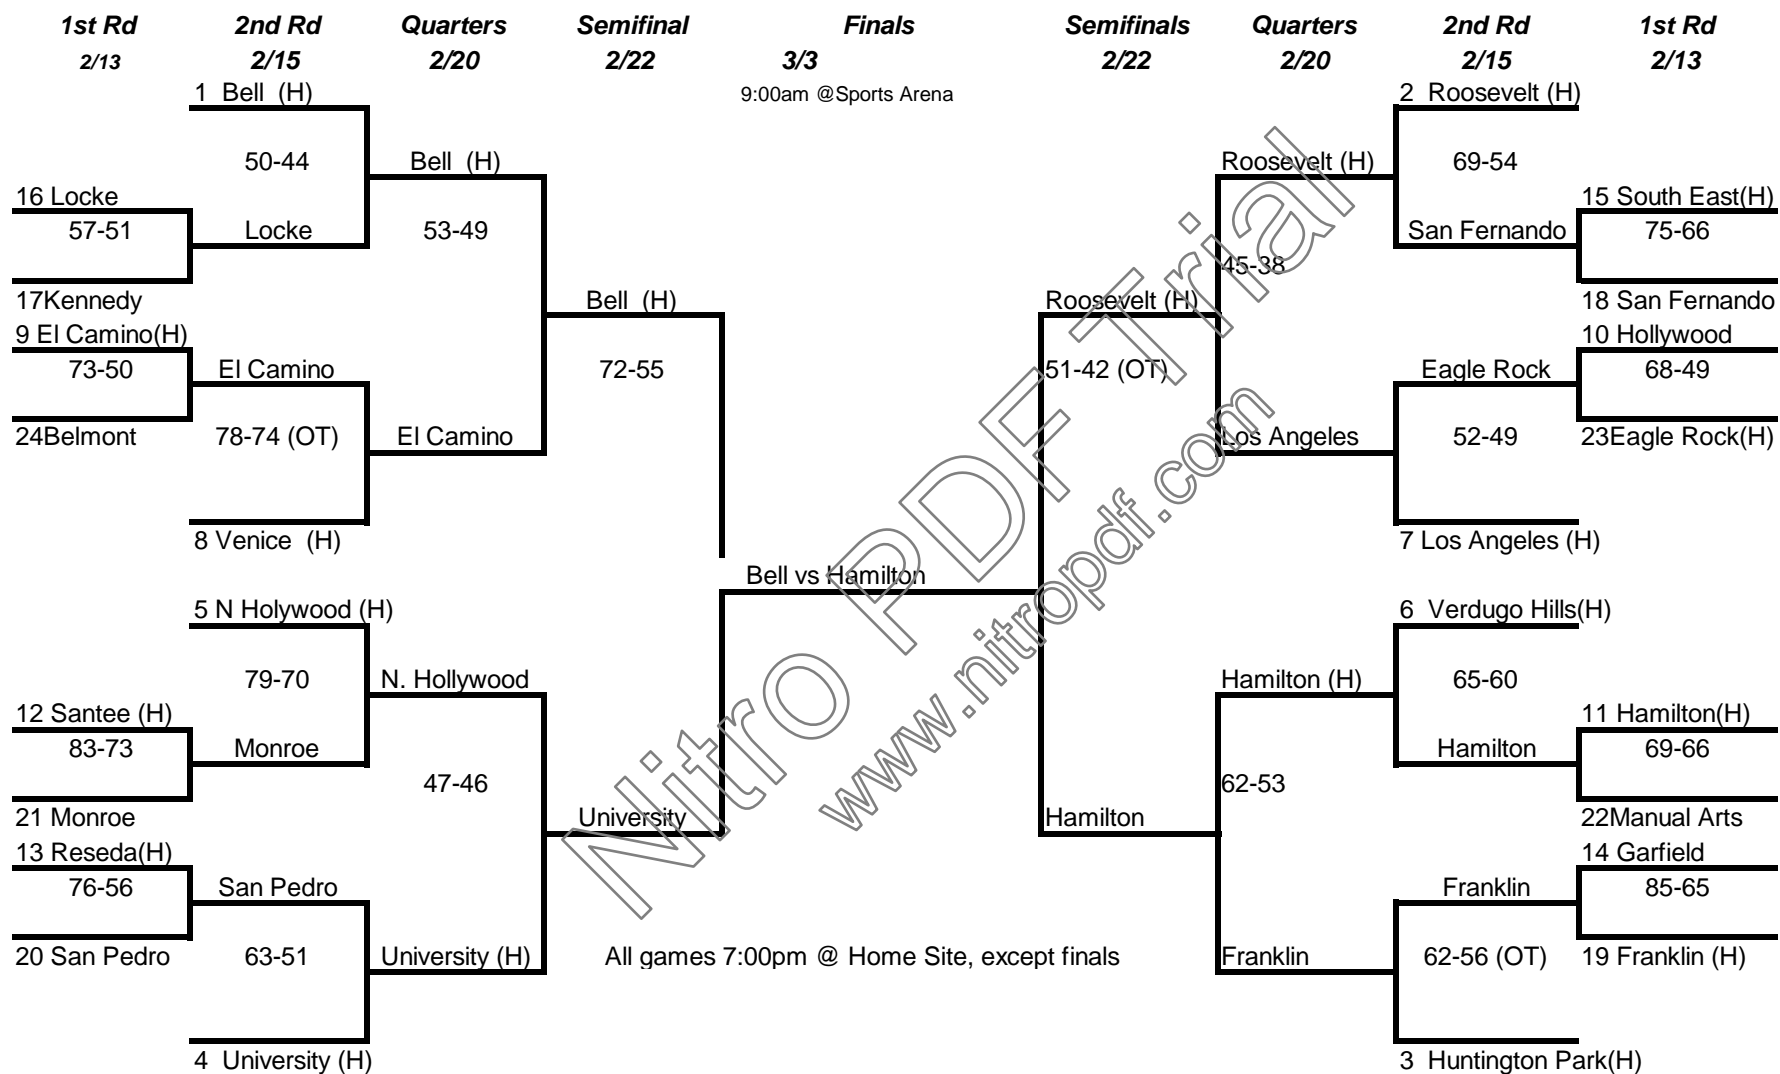 1st Rd 2nd Rd Quarters Semifinal Finals Semifinals Quarters 2nd Rd 1st Rd
2/13 2/15 2/20 2/22 3/3 2/22 2/20 2/15 2/13
1 Bell (H) 9:00am @Sports Arena 2 Roosevelt (H)
50-44 Bell (H) Roosevelt (H) 69-54
16 Locke 15 South East(H)
57-51 Locke 53-49 San Fernando 75-66
45-38
17Kennedy Bell (H) Roosevelt (H) 18 San Fernando
9 El Camino(H) 10 Hollywood
73-50 El Camino 72-55 51-42 (OT) Eagle Rock 68-49
24Belmont 78-74 (OT) El Camino Los Angeles 52-49 23Eagle Rock(H)
8 Venice (H) 7 Los Angeles (H)
Bell vs Hamilton
5 N Holywood (H) 6 Verdugo Hills(H)
79-70 N. Hollywood Hamilton (H) 65-60
12 Santee (H) 11 Hamilton(H)
83-73 Monroe Hamilton 69-66
47-46 62-53
21 Monroe University Hamilton 22Manual Arts
13 Reseda(H) 14 Garfield
76-56 San Pedro Franklin 85-65
20 San Pedro 63-51 University (H) All games 7:00pm @ Home Site, except finals Franklin 62-56 (OT) 19 Franklin (H)
4 University (H) 3 Huntington Park(H)
Nitro PDF Trial
www.nitropdf.com